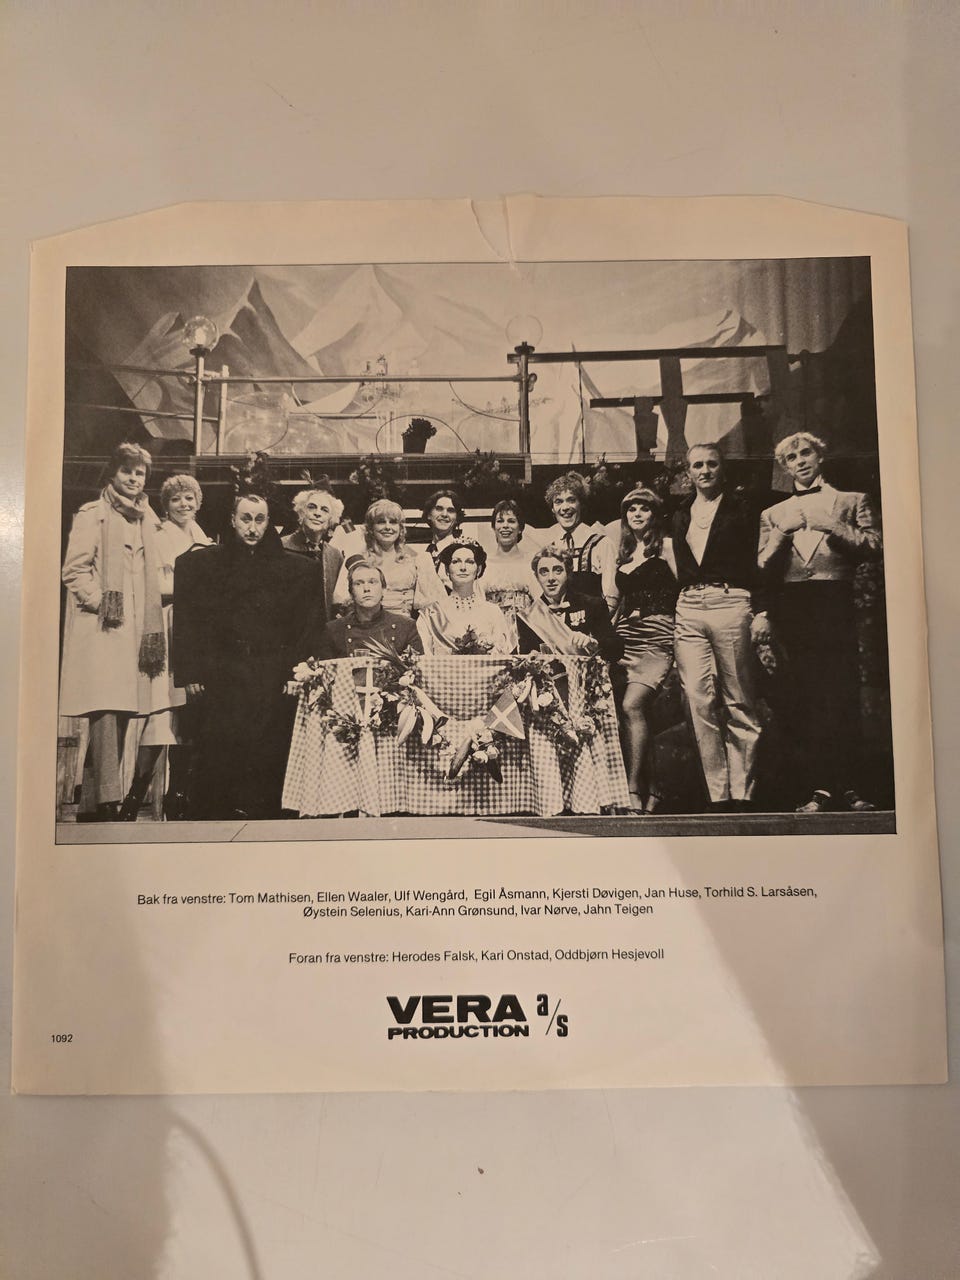 Bak fra venstre: Tom Mathisen, Ellen Waaler, Ulf Wengård, Egil Åsmann, Kjersti Døvigen, Jan Huse, Torhild S. Larsåsen,
Øystein Selenius, Kari-Ann Grønsund, Ivar Nørve, Jahn Teigen
Foran fra venstre: Herodes Falsk, Kari Onstad, Oddbjørn Hesjevoll
VERA a/s
PRODUCTION
1092